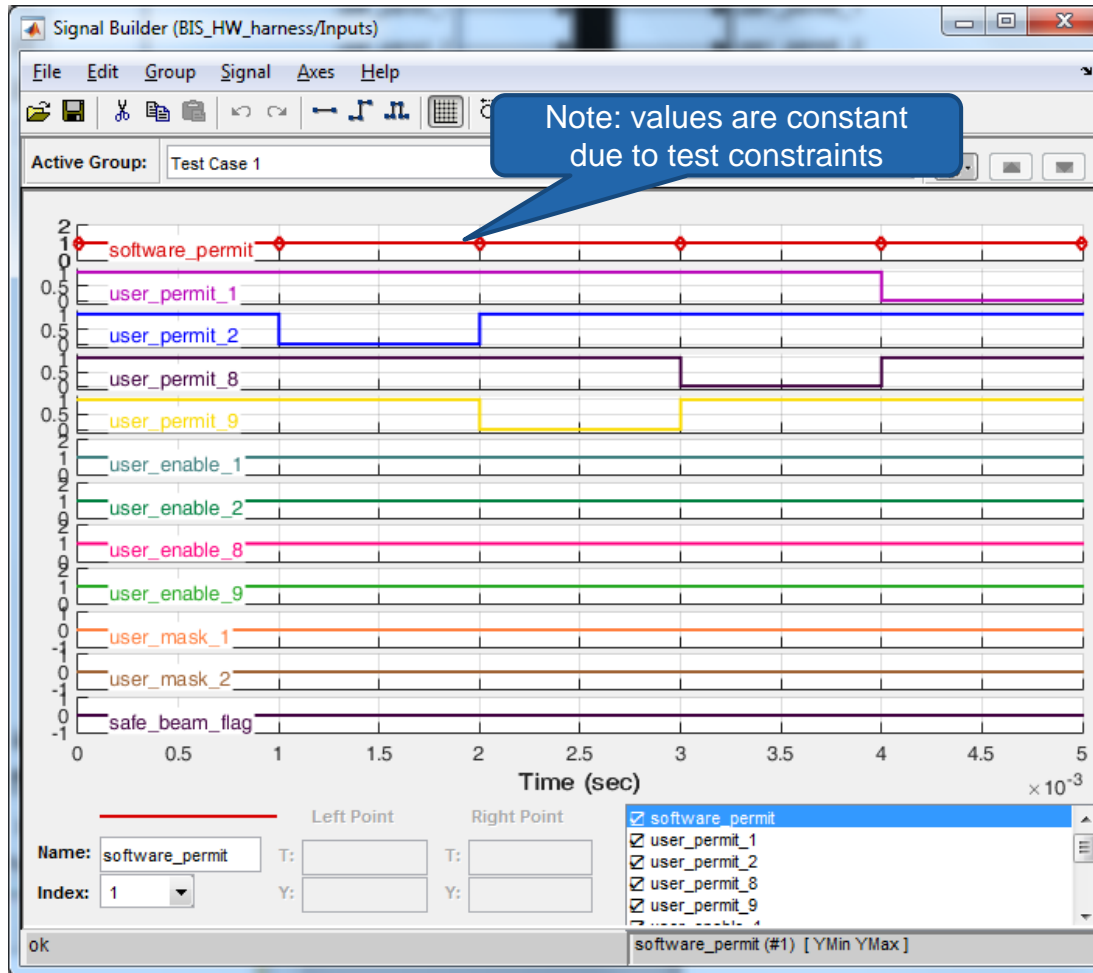 Signal Builder (BIS_HW_harness/Inputs)
File Edit Group Signal Axes Help
Note: values are constant
due to test constraints
Active Group: Test Case 1
2
1
0
software_permit
1
0.5
0
user_permit_1
1
0.5
0
user_permit_2
1
0.5
0
user_permit_8
1
0.5
0
user_permit_9
2
1
0
user_enable_1
2
1
0
user_enable_2
2
1
0
user_enable_8
2
1
0
user_enable_9
1
0
-1
user_mask_1
1
0
-1
user_mask_2
1
0
-1
safe_beam_flag
0 0.5 1 1.5 2 2.5 3 3.5 4 4.5 5
Time (sec)
×10-3
Left Point Right Point
Name: software_permit T: T:
Index: 1 Y: Y:
software_permit
user_permit_1
user_permit_2
user_permit_8
user_permit_9
ok
software_permit (#1) [ YMin YMax ]